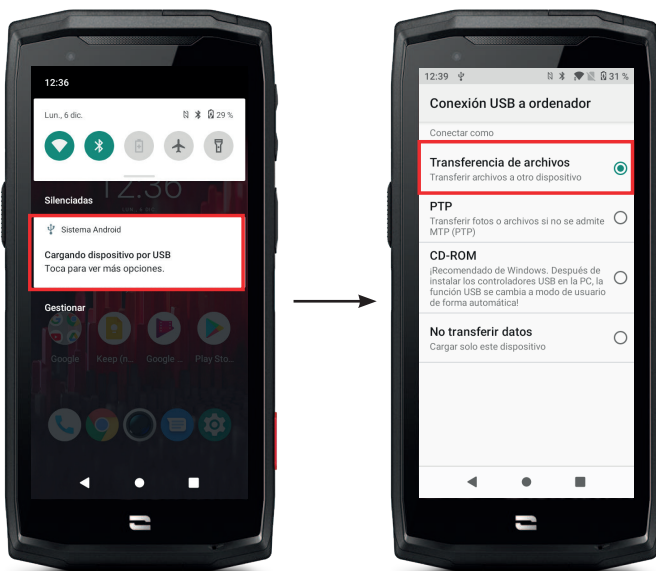 12:36
Lun., 6 dic.
29 %
12:36
Silenciadas
Sistema Android
Cargando dispositivo por USB
Toca para ver más opciones.
Gestionar
Google
Keep (n...
Google ...
Play Sto...
12:39
31 %
Conexión USB a ordenador
Conectar como
Transferencia de archivos
Transferir archivos a otro dispositivo
PTP
Transferir fotos o archivos si no se admite
MTP (PTP)
CD-ROM
¡Recomendado de Windows. Después de
instalar los controladores USB en la PC, la
función USB se cambia a modo de usuario
de forma automática!
No transferir datos
Cargar solo este dispositivo